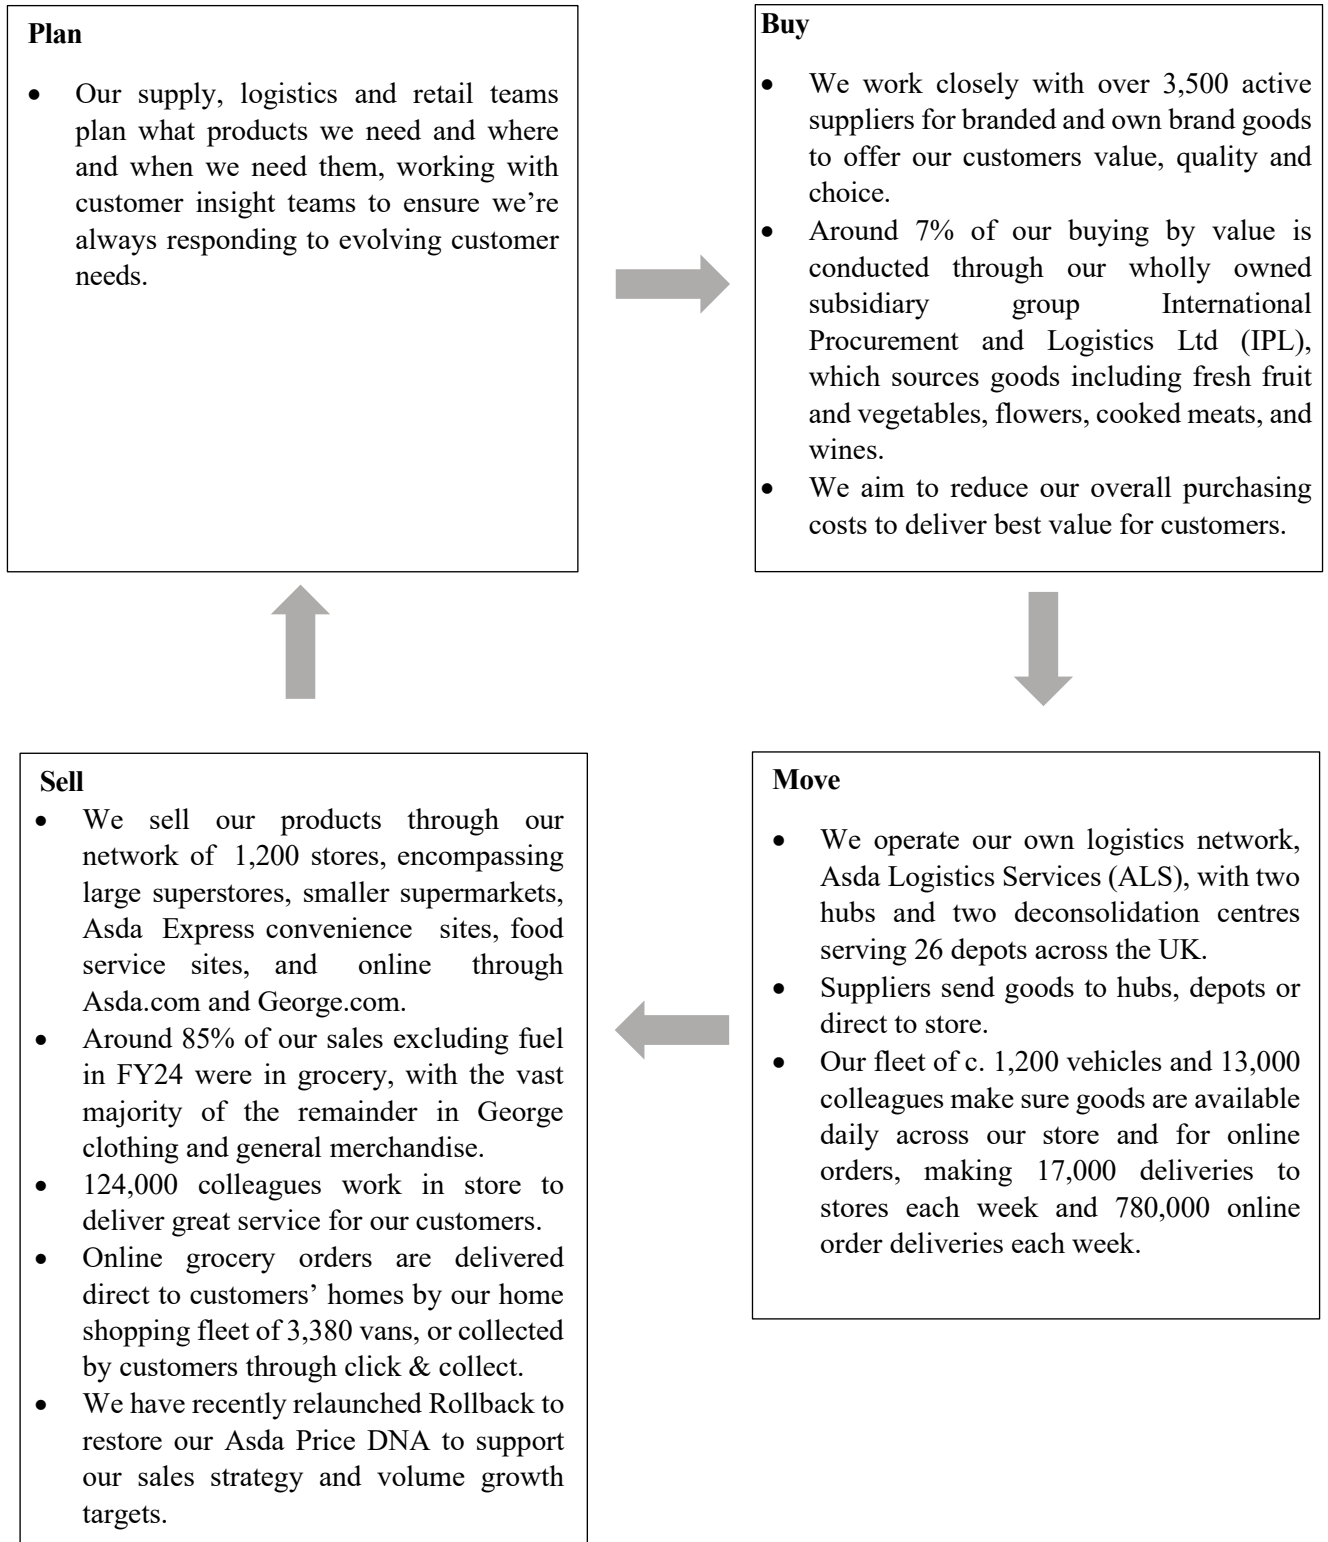 Plan
• Our supply, logistics and retail teams
plan what products we need and where
and when we need them, working with
customer insight teams to ensure we’re
always responding to evolving customer
needs.
Buy
• We work closely with over 3,500 active
suppliers for branded and own brand goods
to offer our customers value, quality and
choice.
• Around 7% of our buying by value is
conducted through our wholly owned
subsidiary group International
Procurement and Logistics Ltd (IPL),
which sources goods including fresh fruit
and vegetables, flowers, cooked meats, and
wines.
• We aim to reduce our overall purchasing
costs to deliver best value for customers.
Move
• We operate our own logistics network,
Asda Logistics Services (ALS), with two
hubs and two deconsolidation centres
serving 26 depots across the UK.
• Suppliers send goods to hubs, depots or
direct to store.
• Our fleet of c. 1,200 vehicles and 13,000
colleagues make sure goods are available
daily across our store and for online
orders, making 17,000 deliveries to
stores each week and 780,000 online
order deliveries each week.
Sell
• We sell our products through our
network of 1,200 stores, encompassing
large superstores, smaller supermarkets,
Asda Express convenience sites, food
service sites, and online through
Asda.com and George.com.
• Around 85% of our sales excluding fuel
in FY24 were in grocery, with the vast
majority of the remainder in George
clothing and general merchandise.
• 124,000 colleagues work in store to
deliver great service for our customers.
• Online grocery orders are delivered
direct to customers’ homes by our home
shopping fleet of 3,380 vans, or collected
by customers through click & collect.
• We have recently relaunched Rollback to
restore our Asda Price DNA to support
our sales strategy and volume growth
targets.